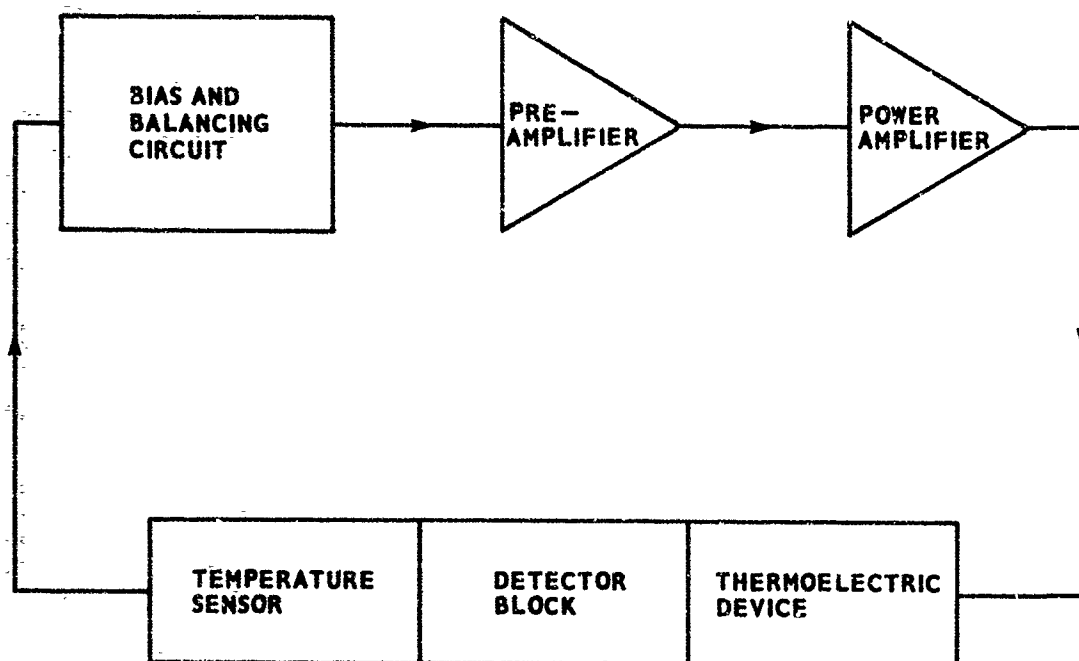 BIAS AND
BALANCING
CIRCUIT
PRE-
AMPLIFIER
POWER
AMPLIFIER
TEMPERATURE
SENSOR
DETECTOR
BLOCK
THERMOELECTRIC
DEVICE